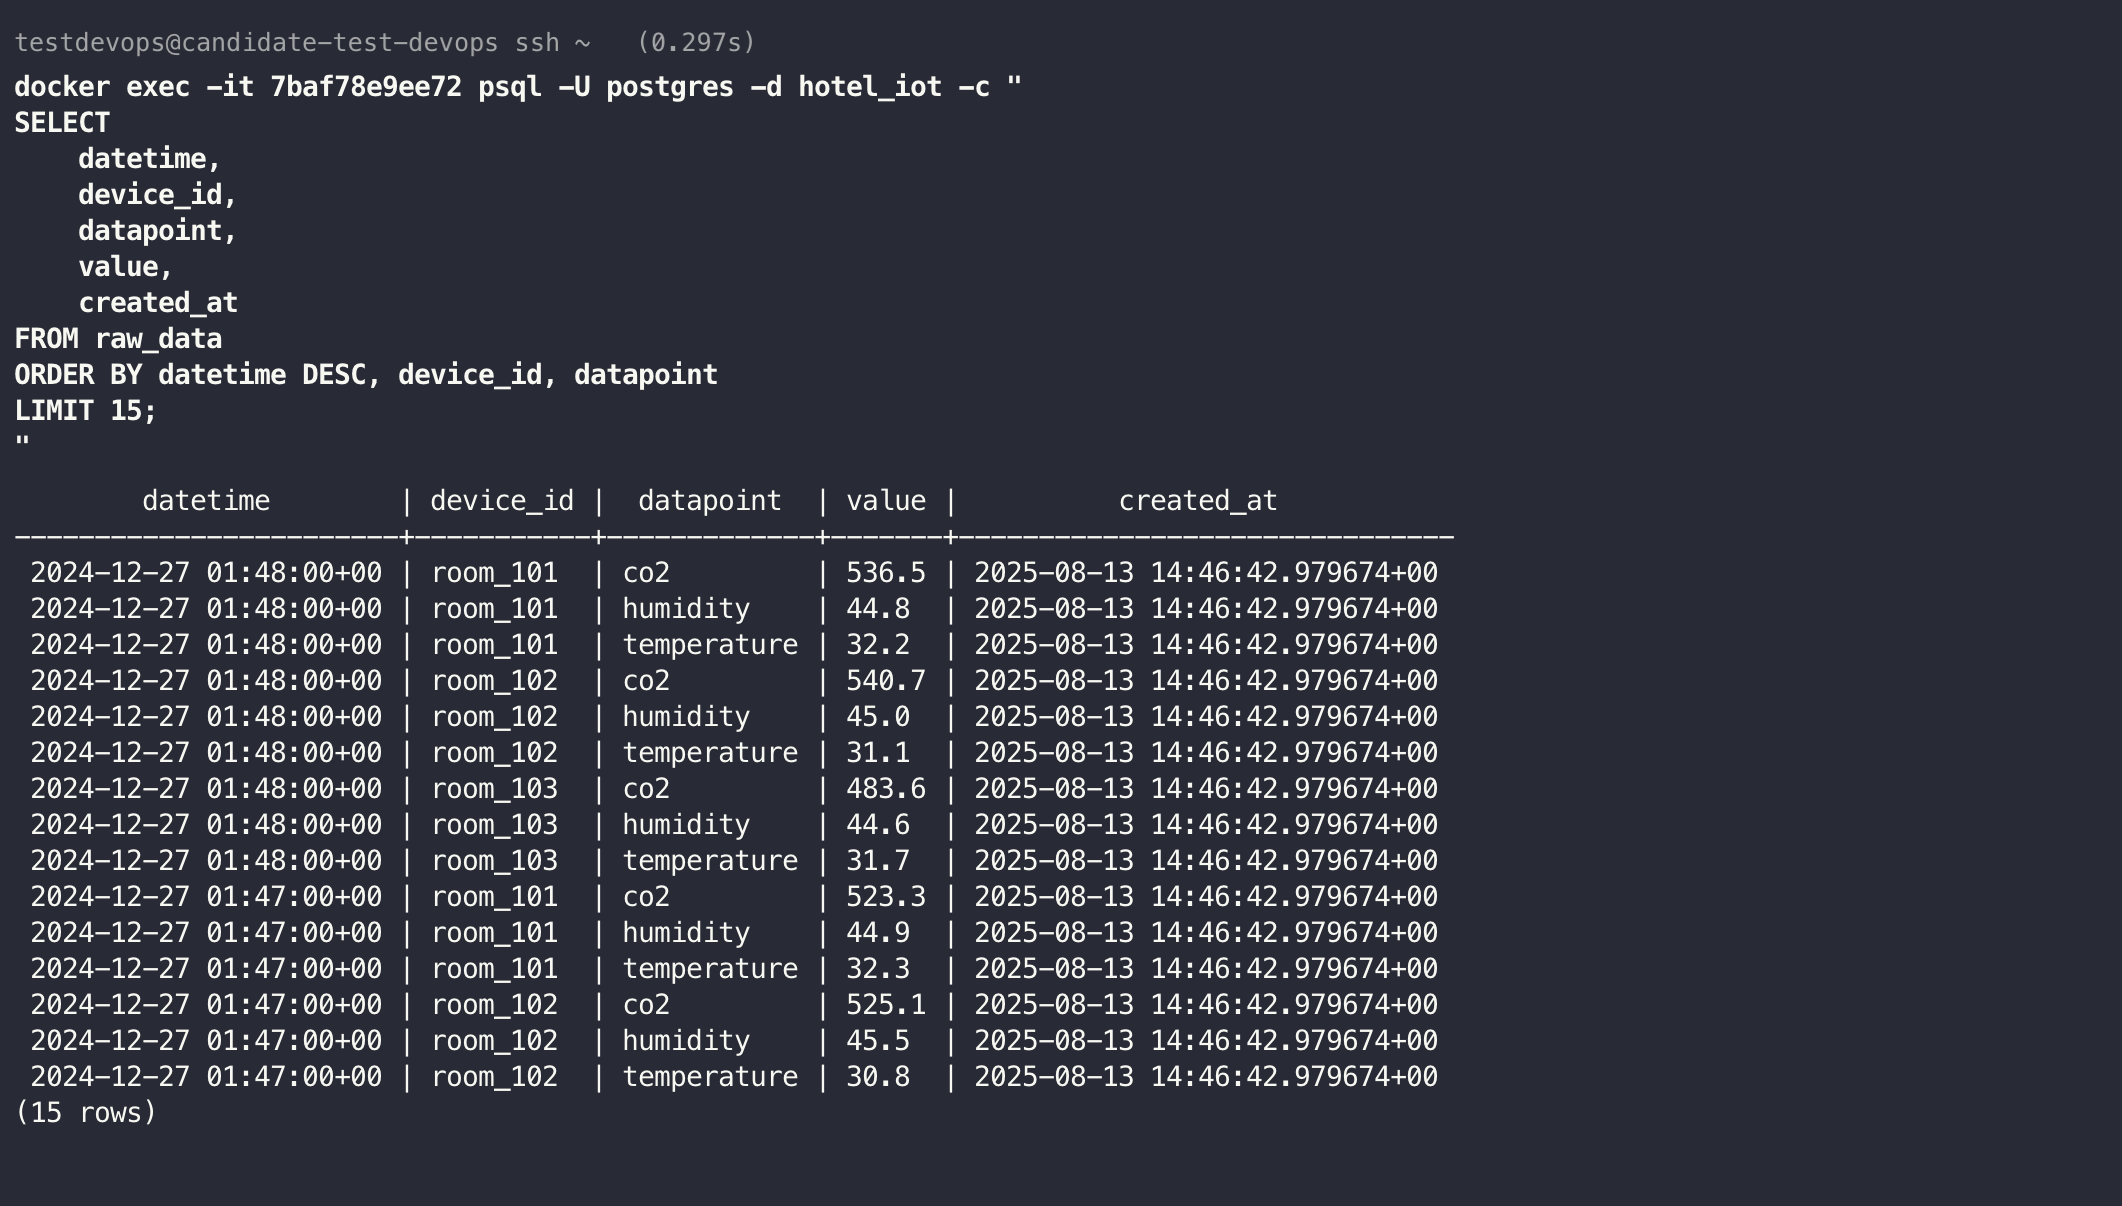 testdevops@candidate-test-devops ssh ~   (0.297s)
docker exec -it 7baf78e9ee72 psql -U postgres -d hotel_iot -c "
SELECT
    datetime,
    device_id,
    datapoint,
    value,
    created_at
FROM raw_data
ORDER BY datetime DESC, device_id, datapoint
LIMIT 15;
"
        datetime        | device_id |  datapoint  | value |          created_at
------------------------+-----------+-------------+-------+-------------------------------
 2024-12-27 01:48:00+00 | room_101  | co2         | 536.5 | 2025-08-13 14:46:42.979674+00
 2024-12-27 01:48:00+00 | room_101  | humidity    | 44.8  | 2025-08-13 14:46:42.979674+00
 2024-12-27 01:48:00+00 | room_101  | temperature | 32.2  | 2025-08-13 14:46:42.979674+00
 2024-12-27 01:48:00+00 | room_102  | co2         | 540.7 | 2025-08-13 14:46:42.979674+00
 2024-12-27 01:48:00+00 | room_102  | humidity    | 45.0  | 2025-08-13 14:46:42.979674+00
 2024-12-27 01:48:00+00 | room_102  | temperature | 31.1  | 2025-08-13 14:46:42.979674+00
 2024-12-27 01:48:00+00 | room_103  | co2         | 483.6 | 2025-08-13 14:46:42.979674+00
 2024-12-27 01:48:00+00 | room_103  | humidity    | 44.6  | 2025-08-13 14:46:42.979674+00
 2024-12-27 01:48:00+00 | room_103  | temperature | 31.7  | 2025-08-13 14:46:42.979674+00
 2024-12-27 01:47:00+00 | room_101  | co2         | 523.3 | 2025-08-13 14:46:42.979674+00
 2024-12-27 01:47:00+00 | room_101  | humidity    | 44.9  | 2025-08-13 14:46:42.979674+00
 2024-12-27 01:47:00+00 | room_101  | temperature | 32.3  | 2025-08-13 14:46:42.979674+00
 2024-12-27 01:47:00+00 | room_102  | co2         | 525.1 | 2025-08-13 14:46:42.979674+00
 2024-12-27 01:47:00+00 | room_102  | humidity    | 45.5  | 2025-08-13 14:46:42.979674+00
 2024-12-27 01:47:00+00 | room_102  | temperature | 30.8  | 2025-08-13 14:46:42.979674+00
(15 rows)